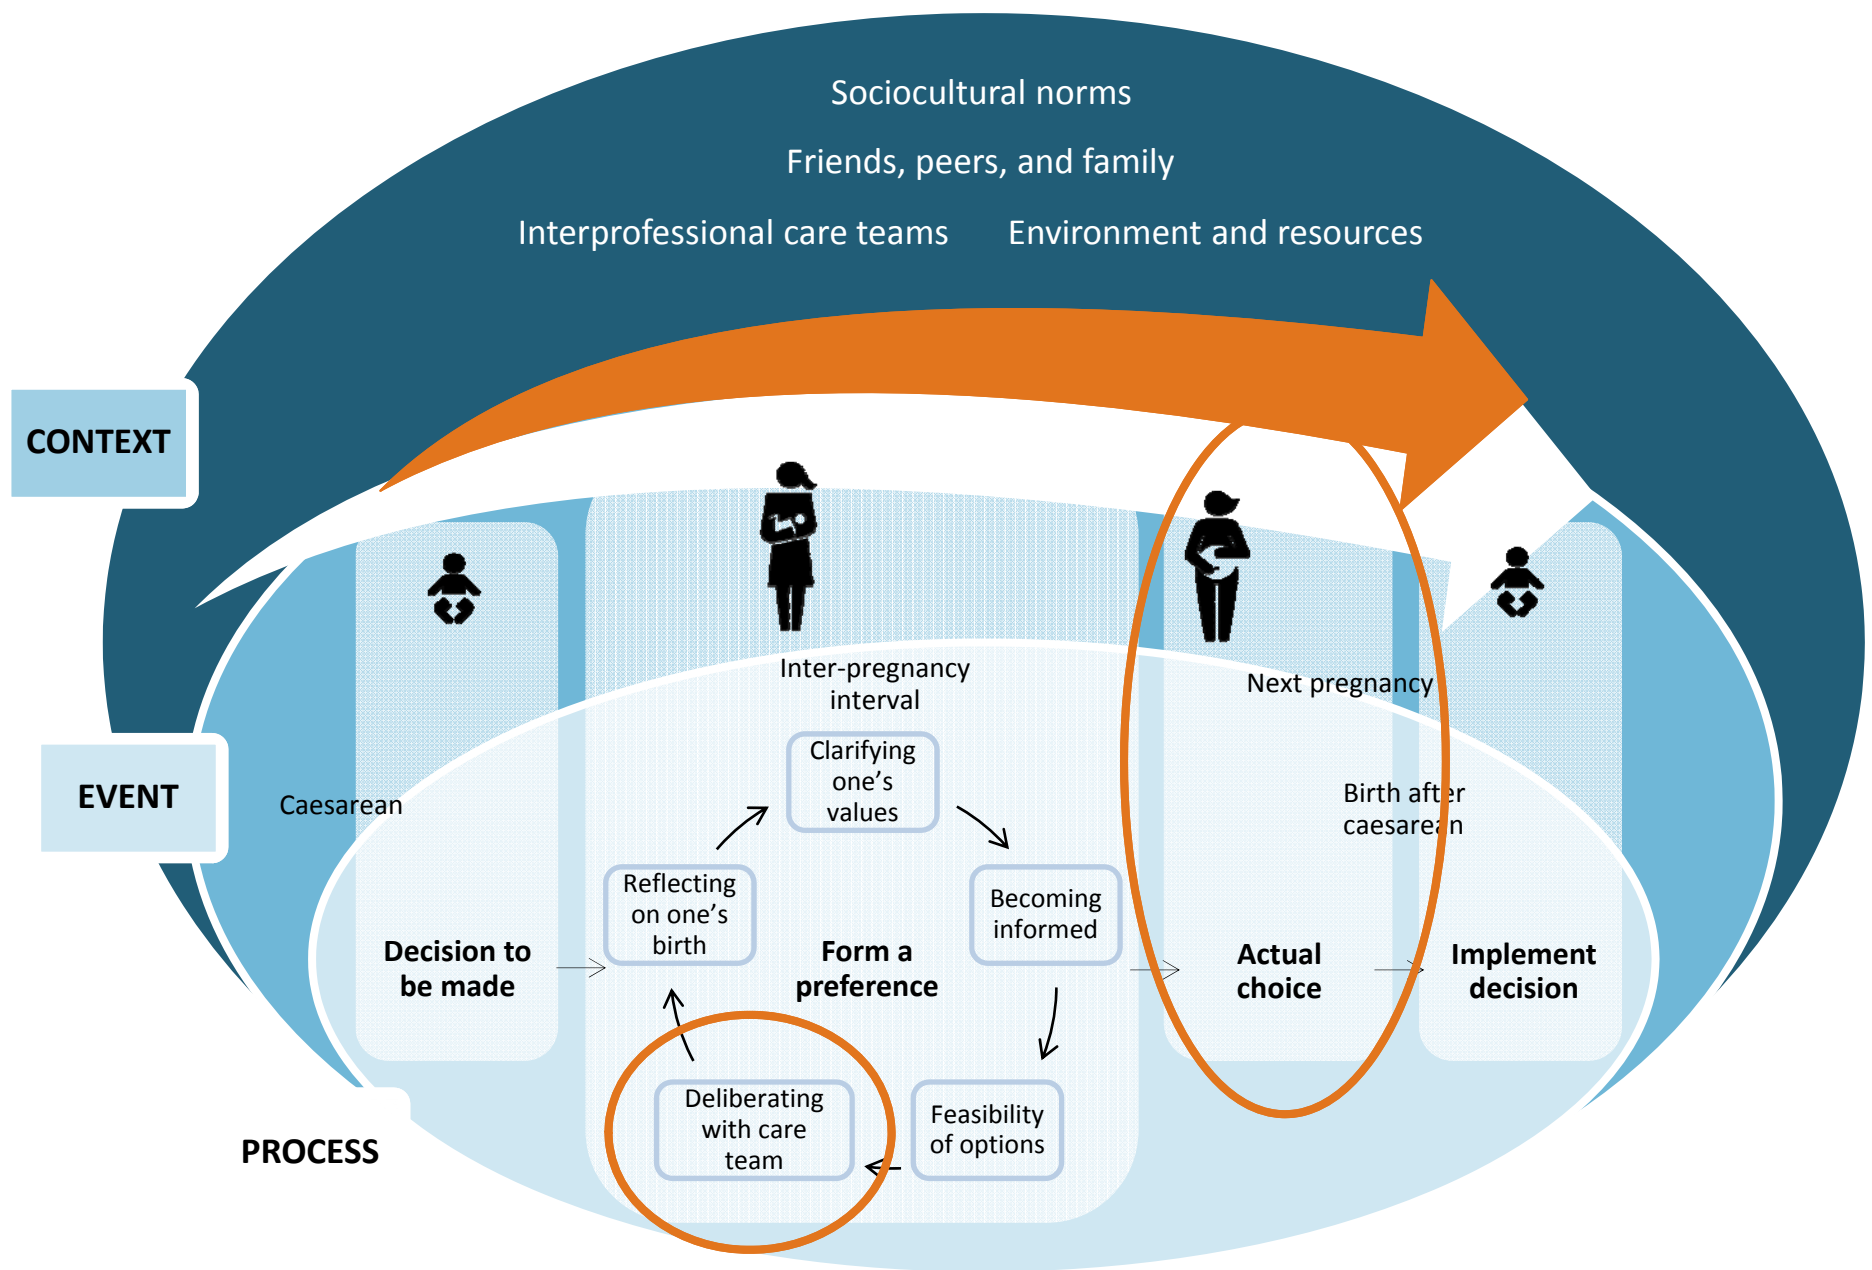 Sociocultural norms
Friends, peers, and family
Interprofessional care teams
Environment and resources
CONTEXT
Inter-pregnancy
interval
Next pregnancy
EVENT
Caesarean
Birth after
caesarean
Clarifying
one's
values
Reflecting
on one's
birth
Becoming
informed
Decision to
be made
Form a
preference
Actual
choice
Implement
decision
Deliberating
with care
team
Feasibility
of options
PROCESS